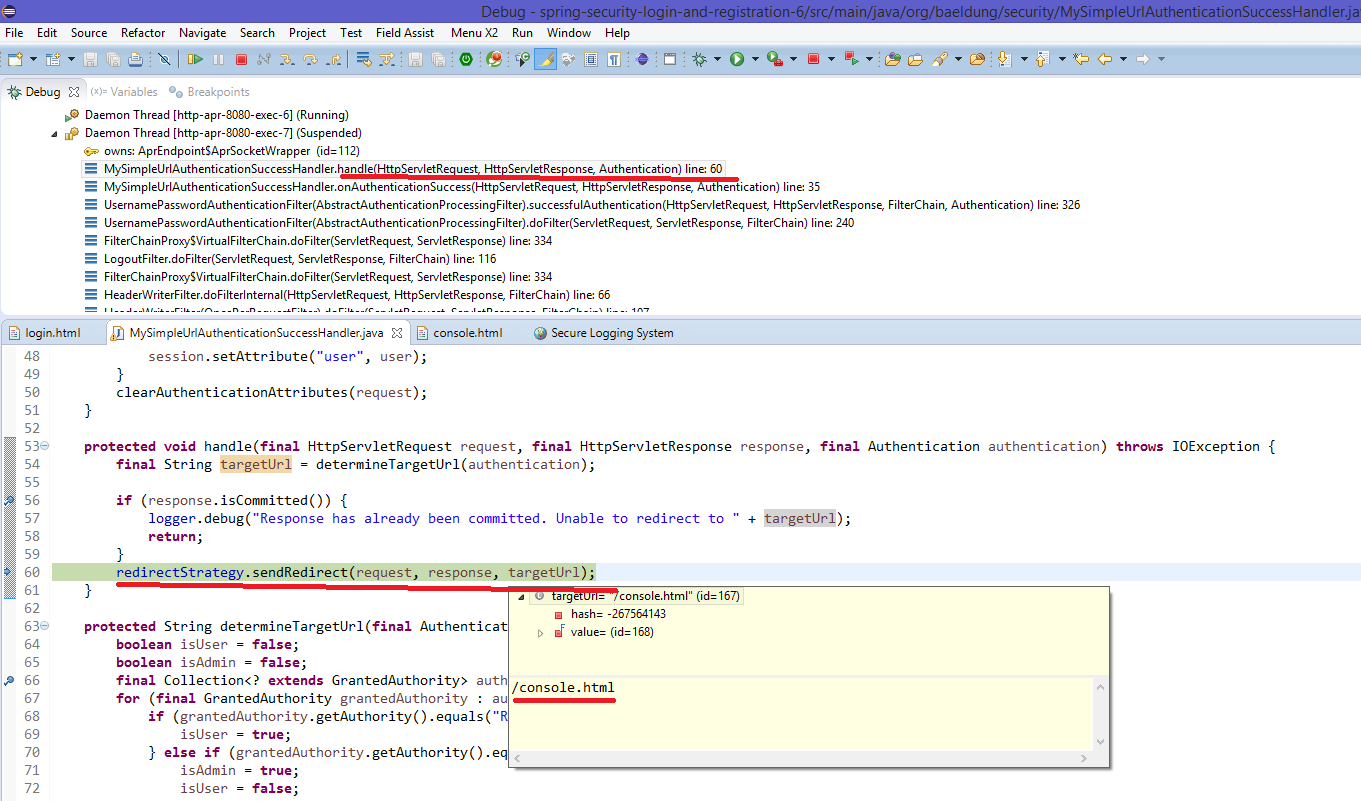 Debug - spring-security-login-and-registration-6/src/main/java/org/baeldung/security/MySimpleUrlAuthenticationSuccessHandler.ja
File Edit Source Refactor Navigate Search Project Test Field Assist Menu X2 Run Window Help
Debug (x)= Variables Breakpoints
Daemon Thread [http-apr-8080-exec-6] (Running)
Daemon Thread [http-apr-8080-exec-7] (Suspended)
owns: AprEndpoint$AprSocketWrapper (id=112)
MySimpleUrlAuthenticationSuccessHandler.handle(HttpServletRequest, HttpServletResponse, Authentication) line: 60
MySimpleUrlAuthenticationSuccessHandler.onAuthenticationSuccess(HttpServletRequest, HttpServletResponse, Authentication) line: 35
UsernamePasswordAuthenticationFilter(AbstractAuthenticationProcessingFilter).successfulAuthentication(HttpServletRequest, HttpServletResponse, FilterChain, Authentication) line: 326
UsernamePasswordAuthenticationFilter(AbstractAuthenticationProcessingFilter).doFilter(ServletRequest, ServletResponse, FilterChain) line: 240
FilterChainProxy$VirtualFilterChain.doFilter(ServletRequest, ServletResponse) line: 334
LogoutFilter.doFilter(ServletRequest, ServletResponse, FilterChain) line: 116
FilterChainProxy$VirtualFilterChain.doFilter(ServletRequest, ServletResponse) line: 334
HeaderWriterFilter.doFilterInternal(HttpServletRequest, HttpServletResponse, FilterChain) line: 66
HeaderWriterFilter(OncePerRequestFilter).doFilter(ServletRequest, ServletResponse, FilterChain) line: 107
login.html MySimpleUrlAuthenticationSuccessHandler.java console.html Secure Logging System
48 session.setAttribute("user", user);
49 }
50 clearAuthenticationAttributes(request);
51 }
52
53 protected void handle(final HttpServletRequest request, final HttpServletResponse response, final Authentication authentication) throws IOException {
54 final String targetUrl = determineTargetUrl(authentication);
55
56 if (response.isCommitted()) {
57 logger.debug("Response has already been committed. Unable to redirect to " + targetUrl);
58 return;
59 }
60 redirectStrategy.sendRedirect(request, response, targetUrl);
61 }
targetUrl= "/console.html" (id=167)
hash= -267564143
value= (id=168)
/console.html
62
63 protected String determineTargetUrl(final Authenticat
64 boolean isUser = false;
65 boolean isAdmin = false;
66 final Collection<? extends GrantedAuthority> auth
67 for (final GrantedAuthority grantedAuthority : au
68 if (grantedAuthority.getAuthority().equals("R
69 isUser = true;
70 } else if (grantedAuthority.getAuthority().eq
71 isAdmin = true;
72 isUser = false;